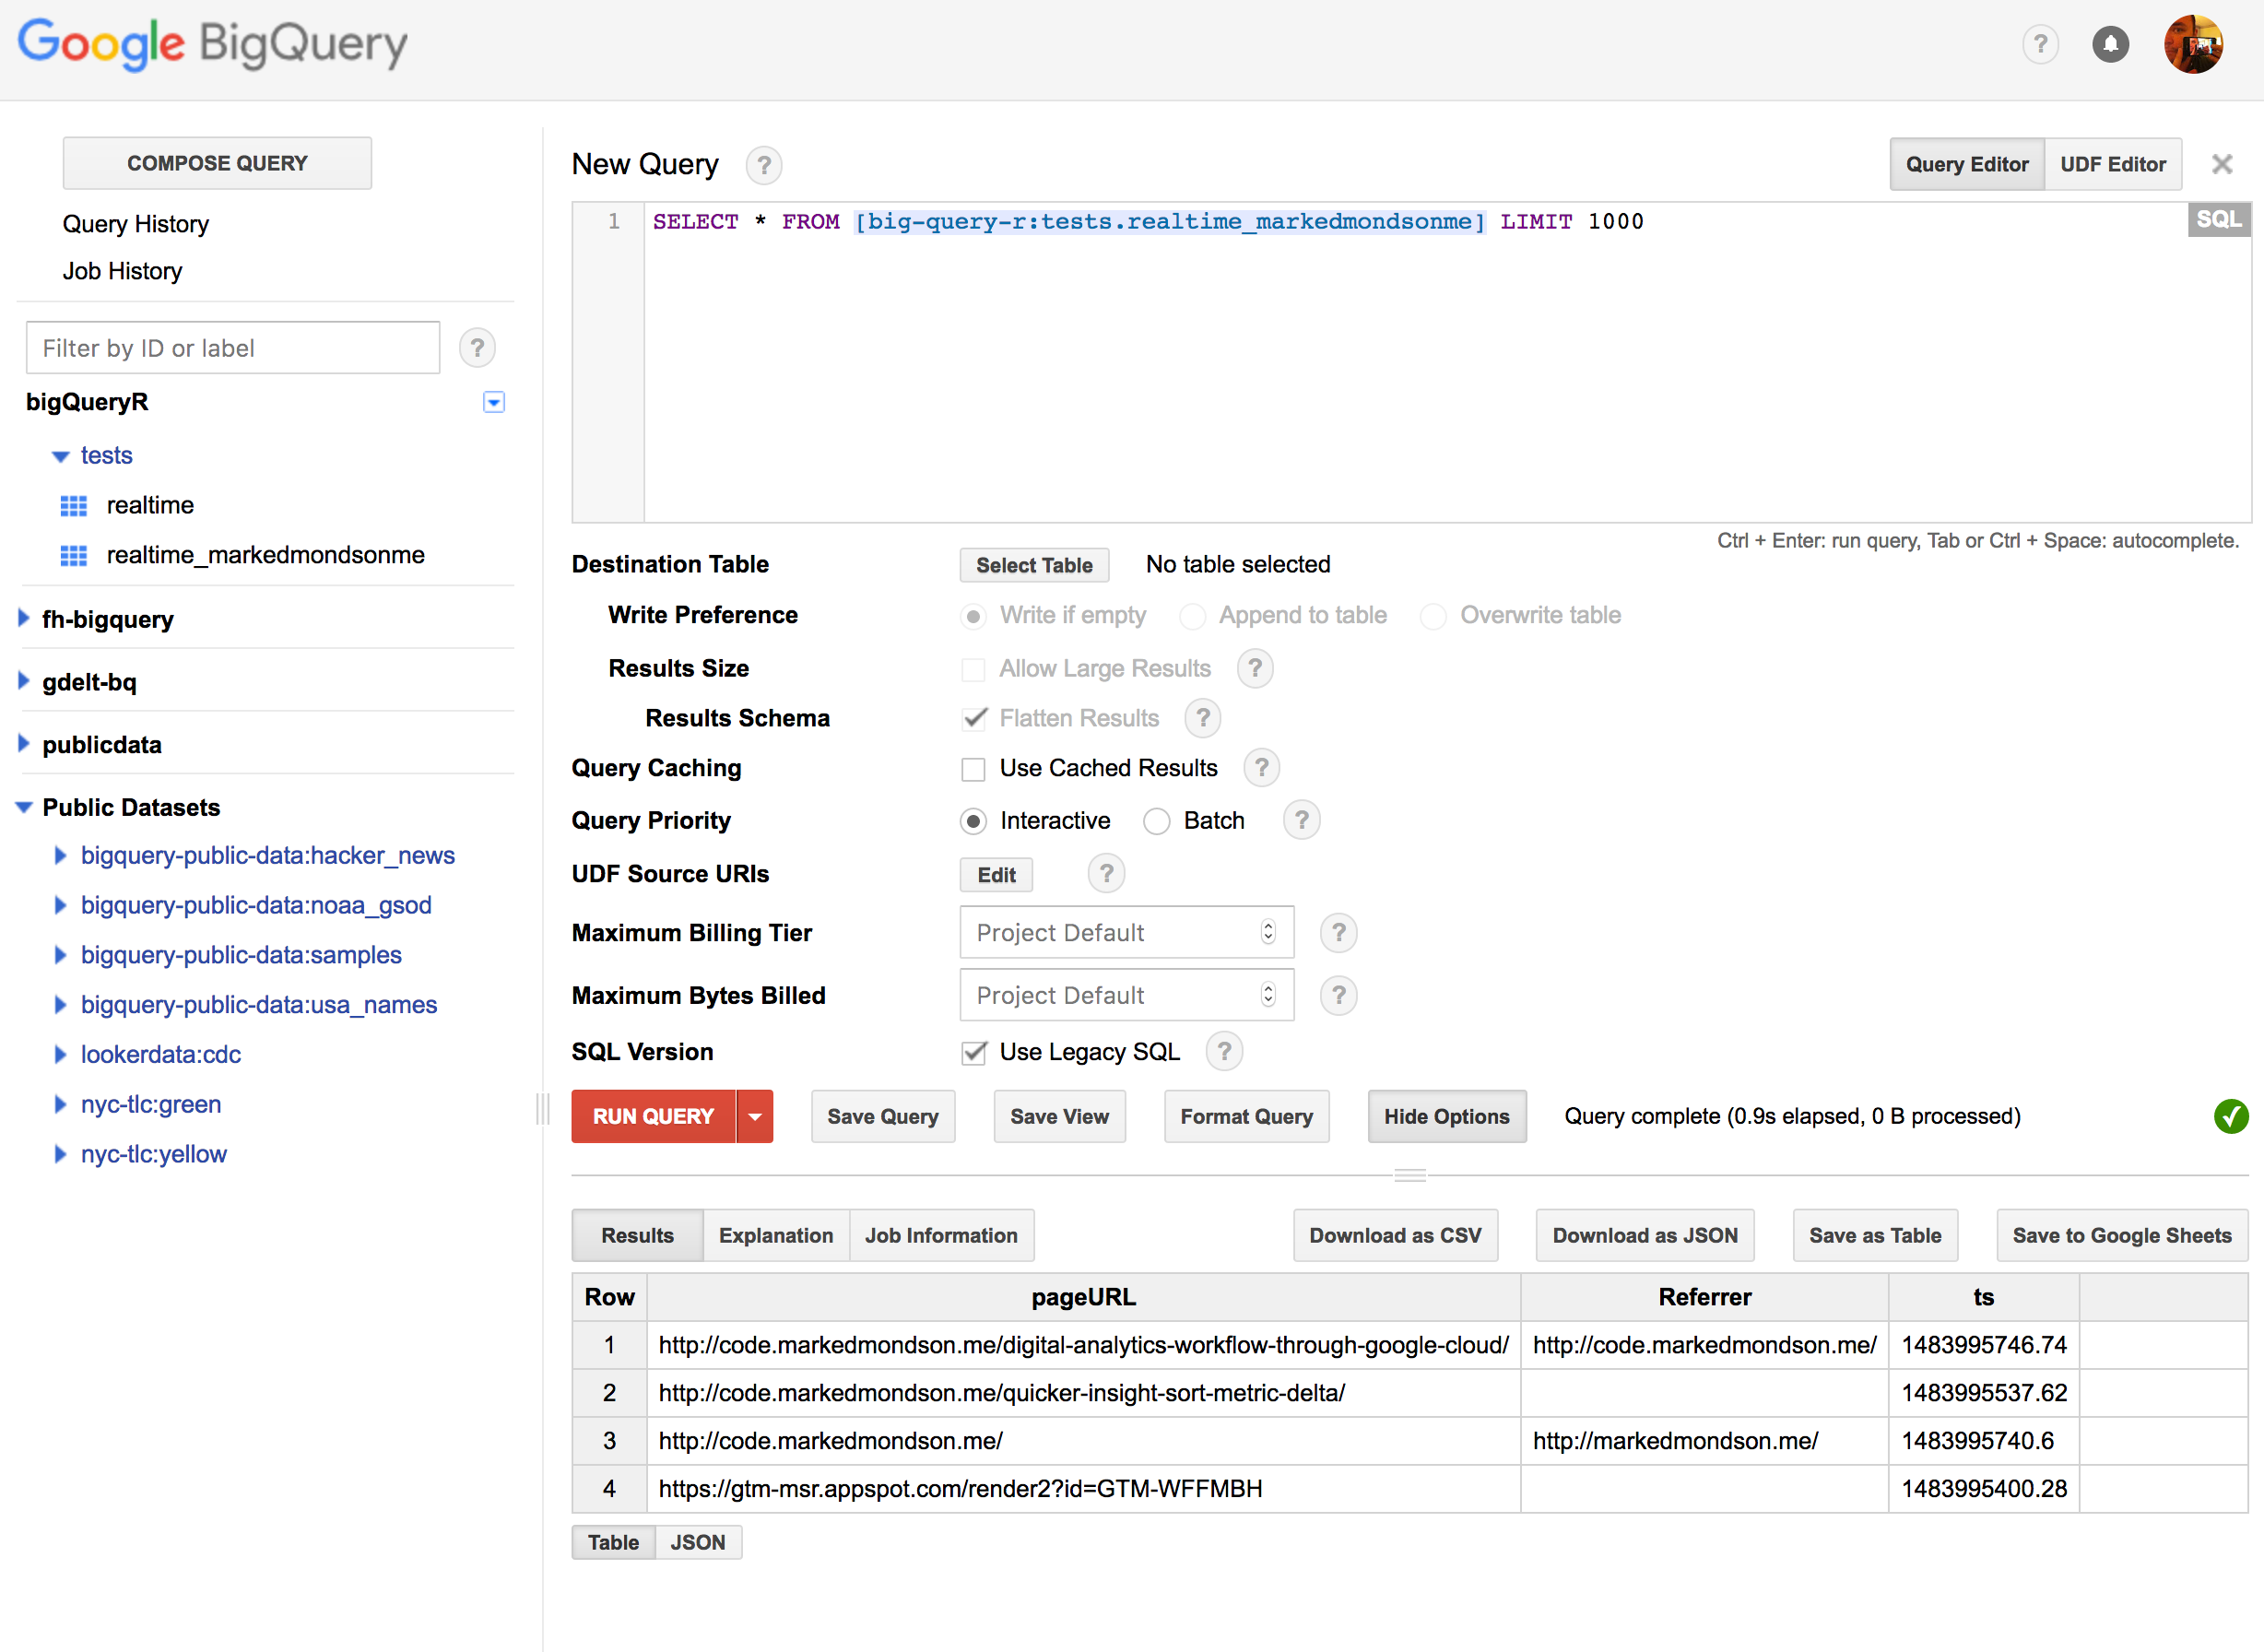 Google BigQuery
?
COMPOSE QUERY
Query History
Job History
Filter by ID or label ?
bigQueryR
tests
realtime
realtime_markedmondsonme
fh-bigquery
gdelt-bq
publicdata
Public Datasets
bigquery-public-data:hacker_news
bigquery-public-data:noaa_gsod
bigquery-public-data:samples
bigquery-public-data:usa_names
lookerdata:cdc
nyc-tlc:green
nyc-tlc:yellow
New Query ? Query Editor UDF Editor
1 SELECT * FROM [big-query-r:tests.realtime_markedmondsonme] LIMIT 1000 SQL
Ctrl + Enter: run query, Tab or Ctrl + Space: autocomplete.
Destination Table Select Table No table selected
Write Preference Write if empty Append to table Overwrite table
Results Size Allow Large Results ?
Results Schema Flatten Results ?
Query Caching Use Cached Results ?
Query Priority Interactive Batch ?
UDF Source URIs Edit ?
Maximum Billing Tier Project Default ?
Maximum Bytes Billed Project Default ?
SQL Version Use Legacy SQL ?
RUN QUERY Save Query Save View Format Query Hide Options Query complete (0.9s elapsed, 0 B processed)
Results Explanation Job Information Download as CSV Download as JSON Save as Table Save to Google Sheets
Row pageURL Referrer ts
1 http://code.markedmondson.me/digital-analytics-workflow-through-google-cloud/ http://code.markedmondson.me/ 1483995746.74
2 http://code.markedmondson.me/quicker-insight-sort-metric-delta/ 1483995537.62
3 http://code.markedmondson.me/ http://markedmondson.me/ 1483995740.6
4 https://gtm-msr.appspot.com/render2?id=GTM-WFFMBH 1483995400.28
Table JSON